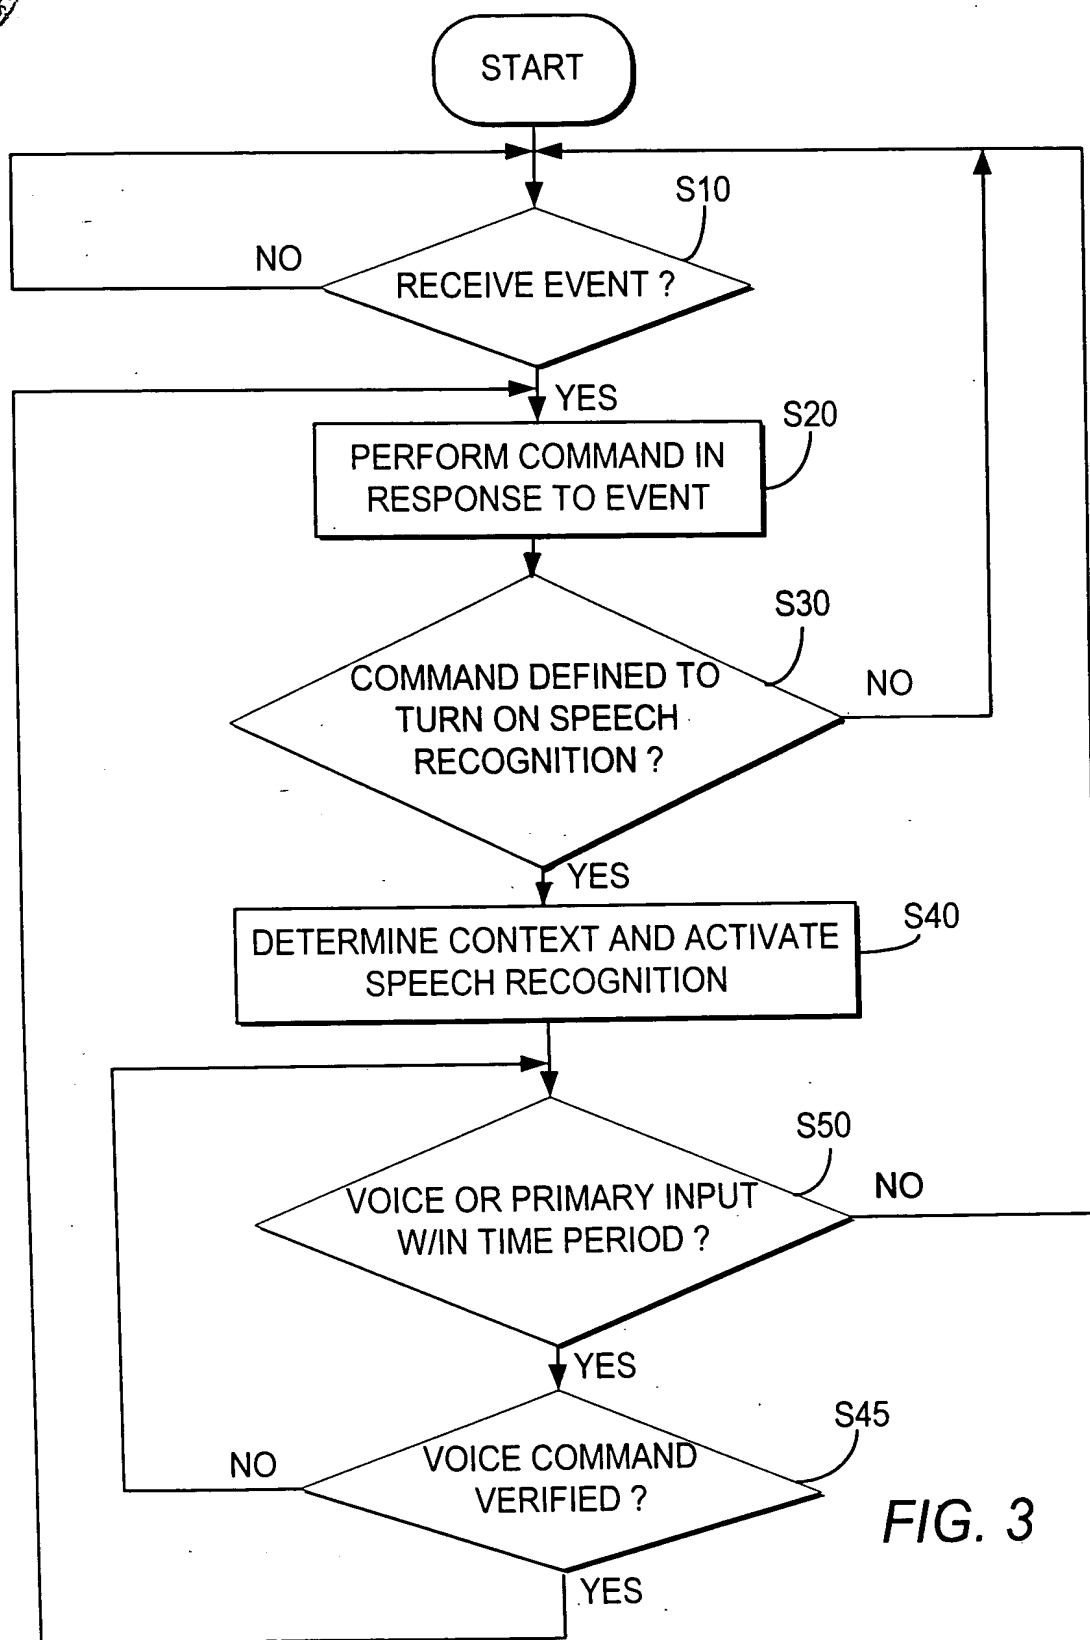 START
S10
NO
RECEIVE EVENT ?
YES
S20
PERFORM COMMAND IN
RESPONSE TO EVENT
S30
COMMAND DEFINED TO
TURN ON SPEECH
RECOGNITION ?
NO
YES
S40
DETERMINE CONTEXT AND ACTIVATE
SPEECH RECOGNITION
S50
VOICE OR PRIMARY INPUT
W/IN TIME PERIOD ?
NO
YES
S45
NO
VOICE COMMAND
VERIFIED ?
FIG. 3
YES